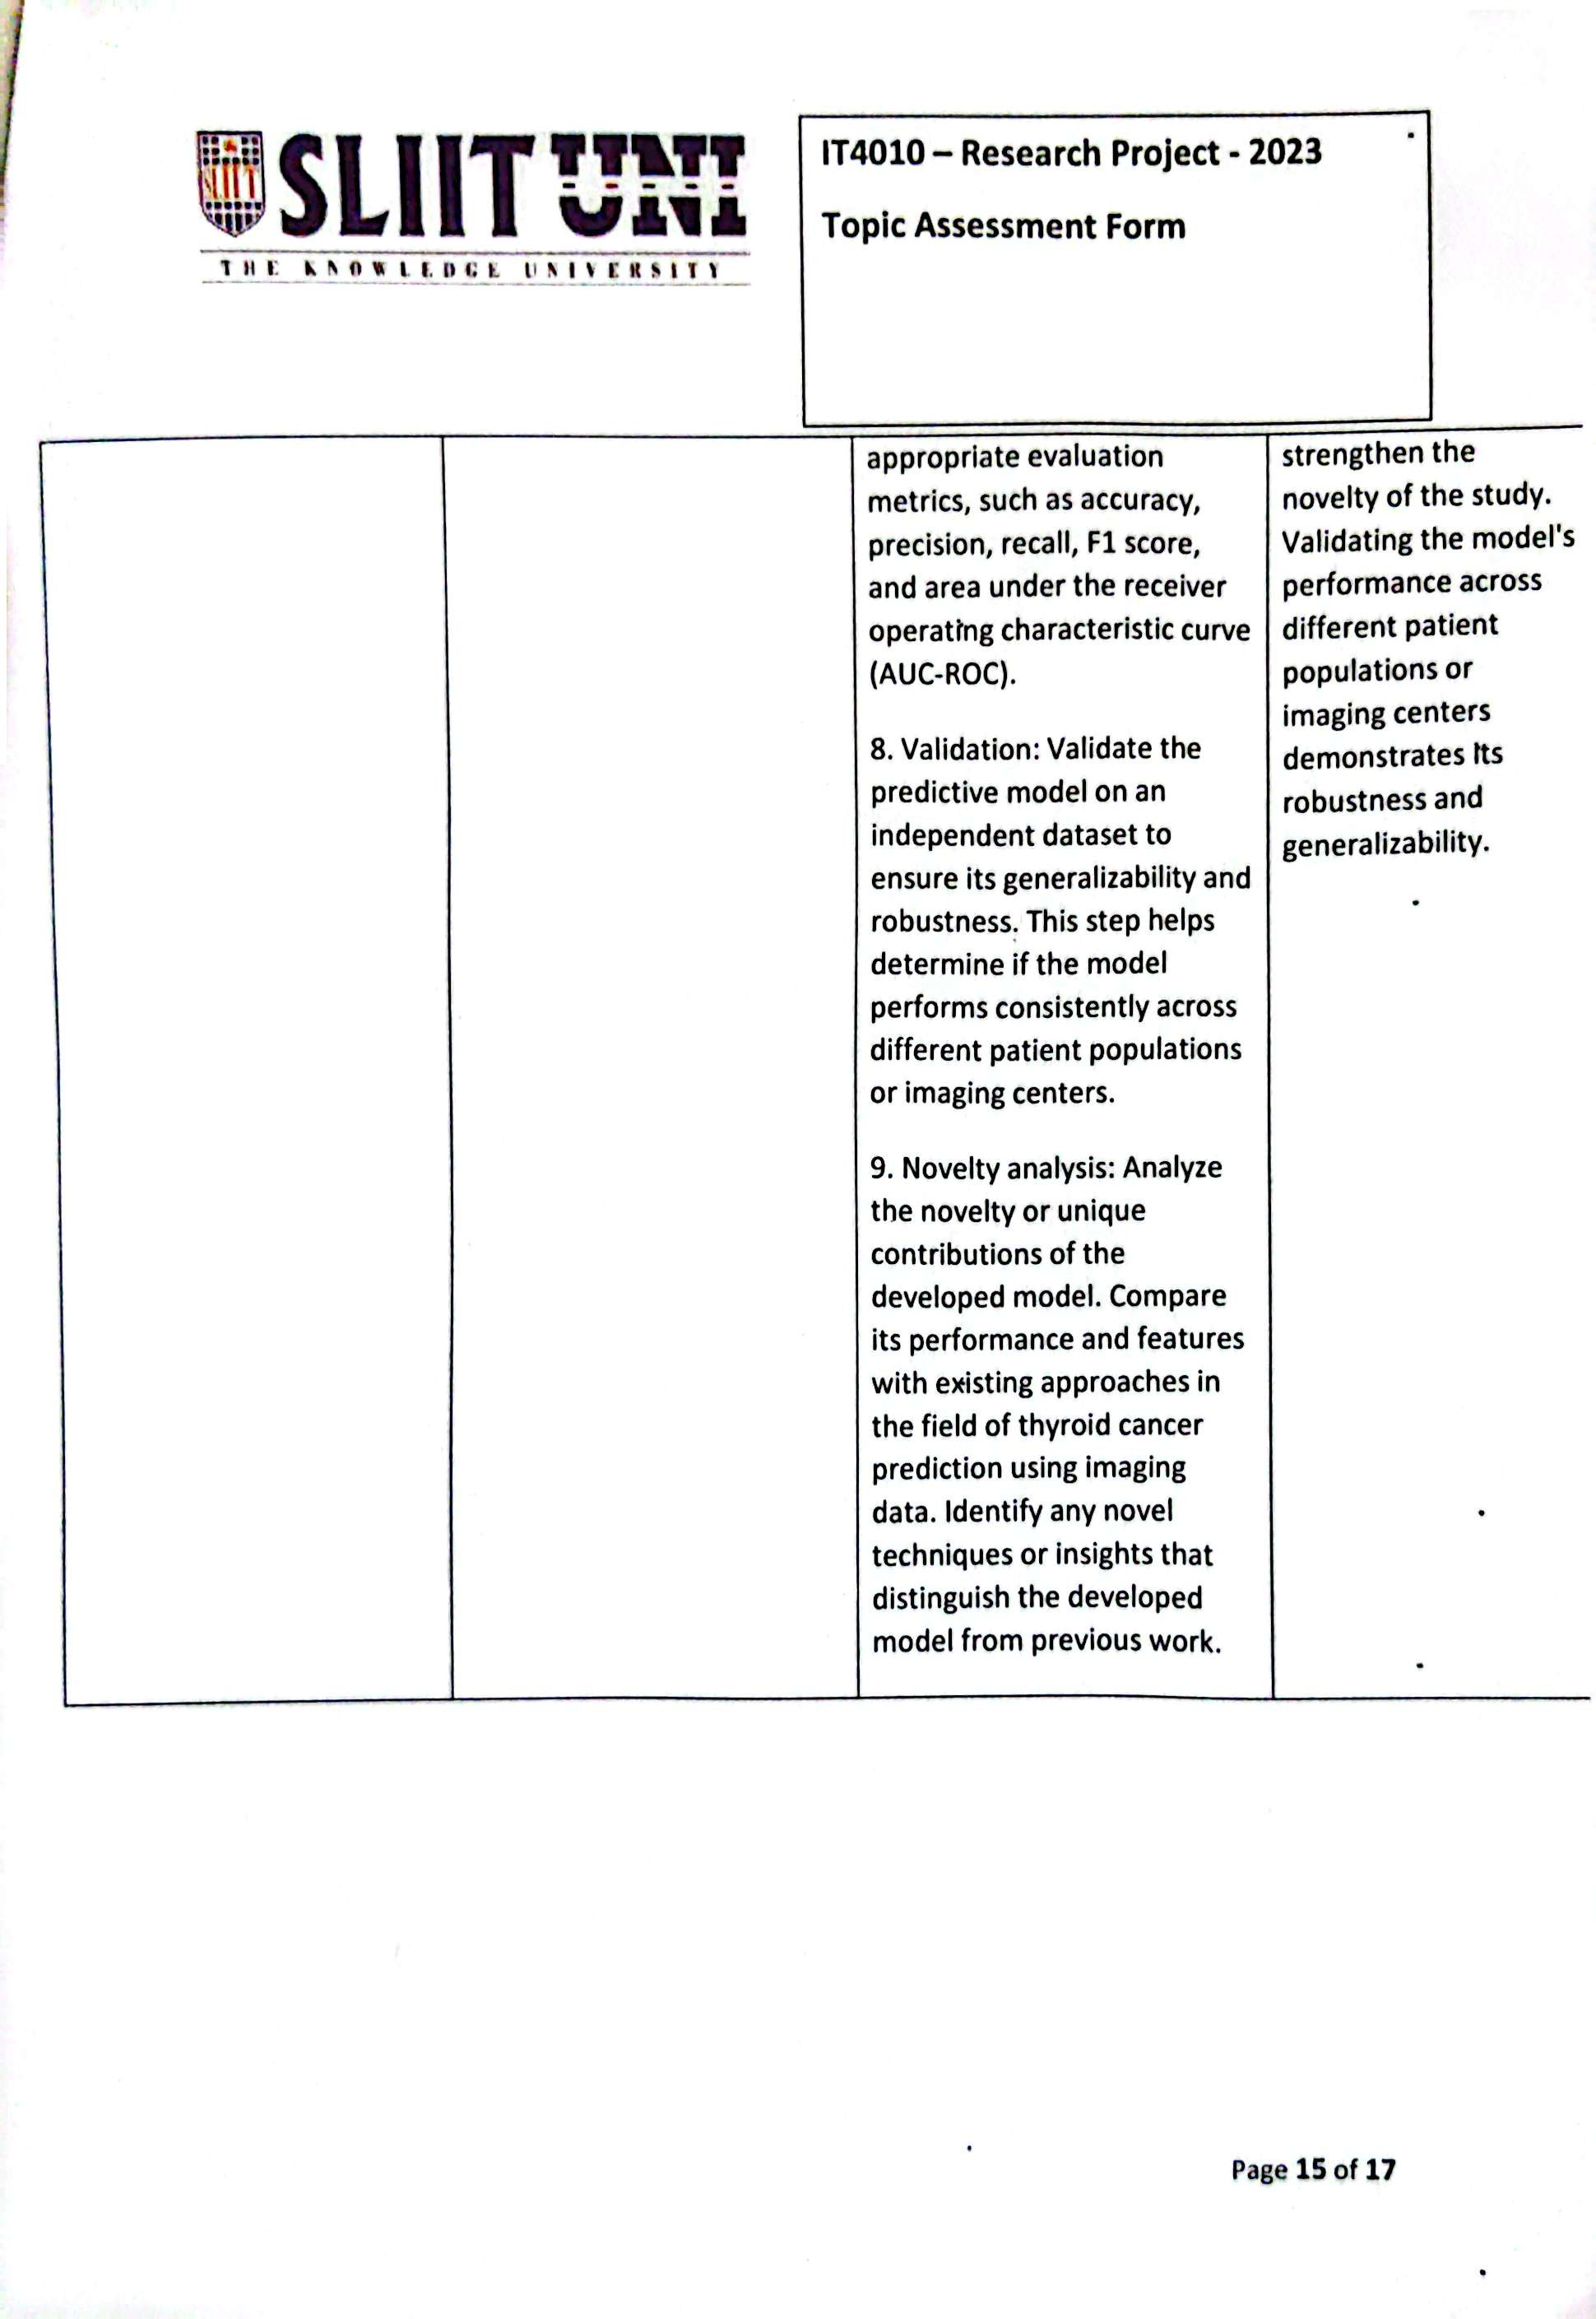 SLIIT
SLIIT UNI
THE KNOWLEDGE UNIVERSITY
IT4010 – Research Project - 2023
Topic Assessment Form
appropriate evaluation
metrics, such as accuracy,
precision, recall, F1 score,
and area under the receiver
operating characteristic curve
(AUC-ROC).
8. Validation: Validate the
predictive model on an
independent dataset to
ensure its generalizability and
robustness. This step helps
determine if the model
performs consistently across
different patient populations
or imaging centers.
9. Novelty analysis: Analyze
the novelty or unique
contributions of the
developed model. Compare
its performance and features
with existing approaches in
the field of thyroid cancer
prediction using imaging
data. Identify any novel
techniques or insights that
distinguish the developed
model from previous work.
strengthen the
novelty of the study.
Validating the model's
performance across
different patient
populations or
imaging centers
demonstrates its
robustness and
generalizability.
Page 15 of 17